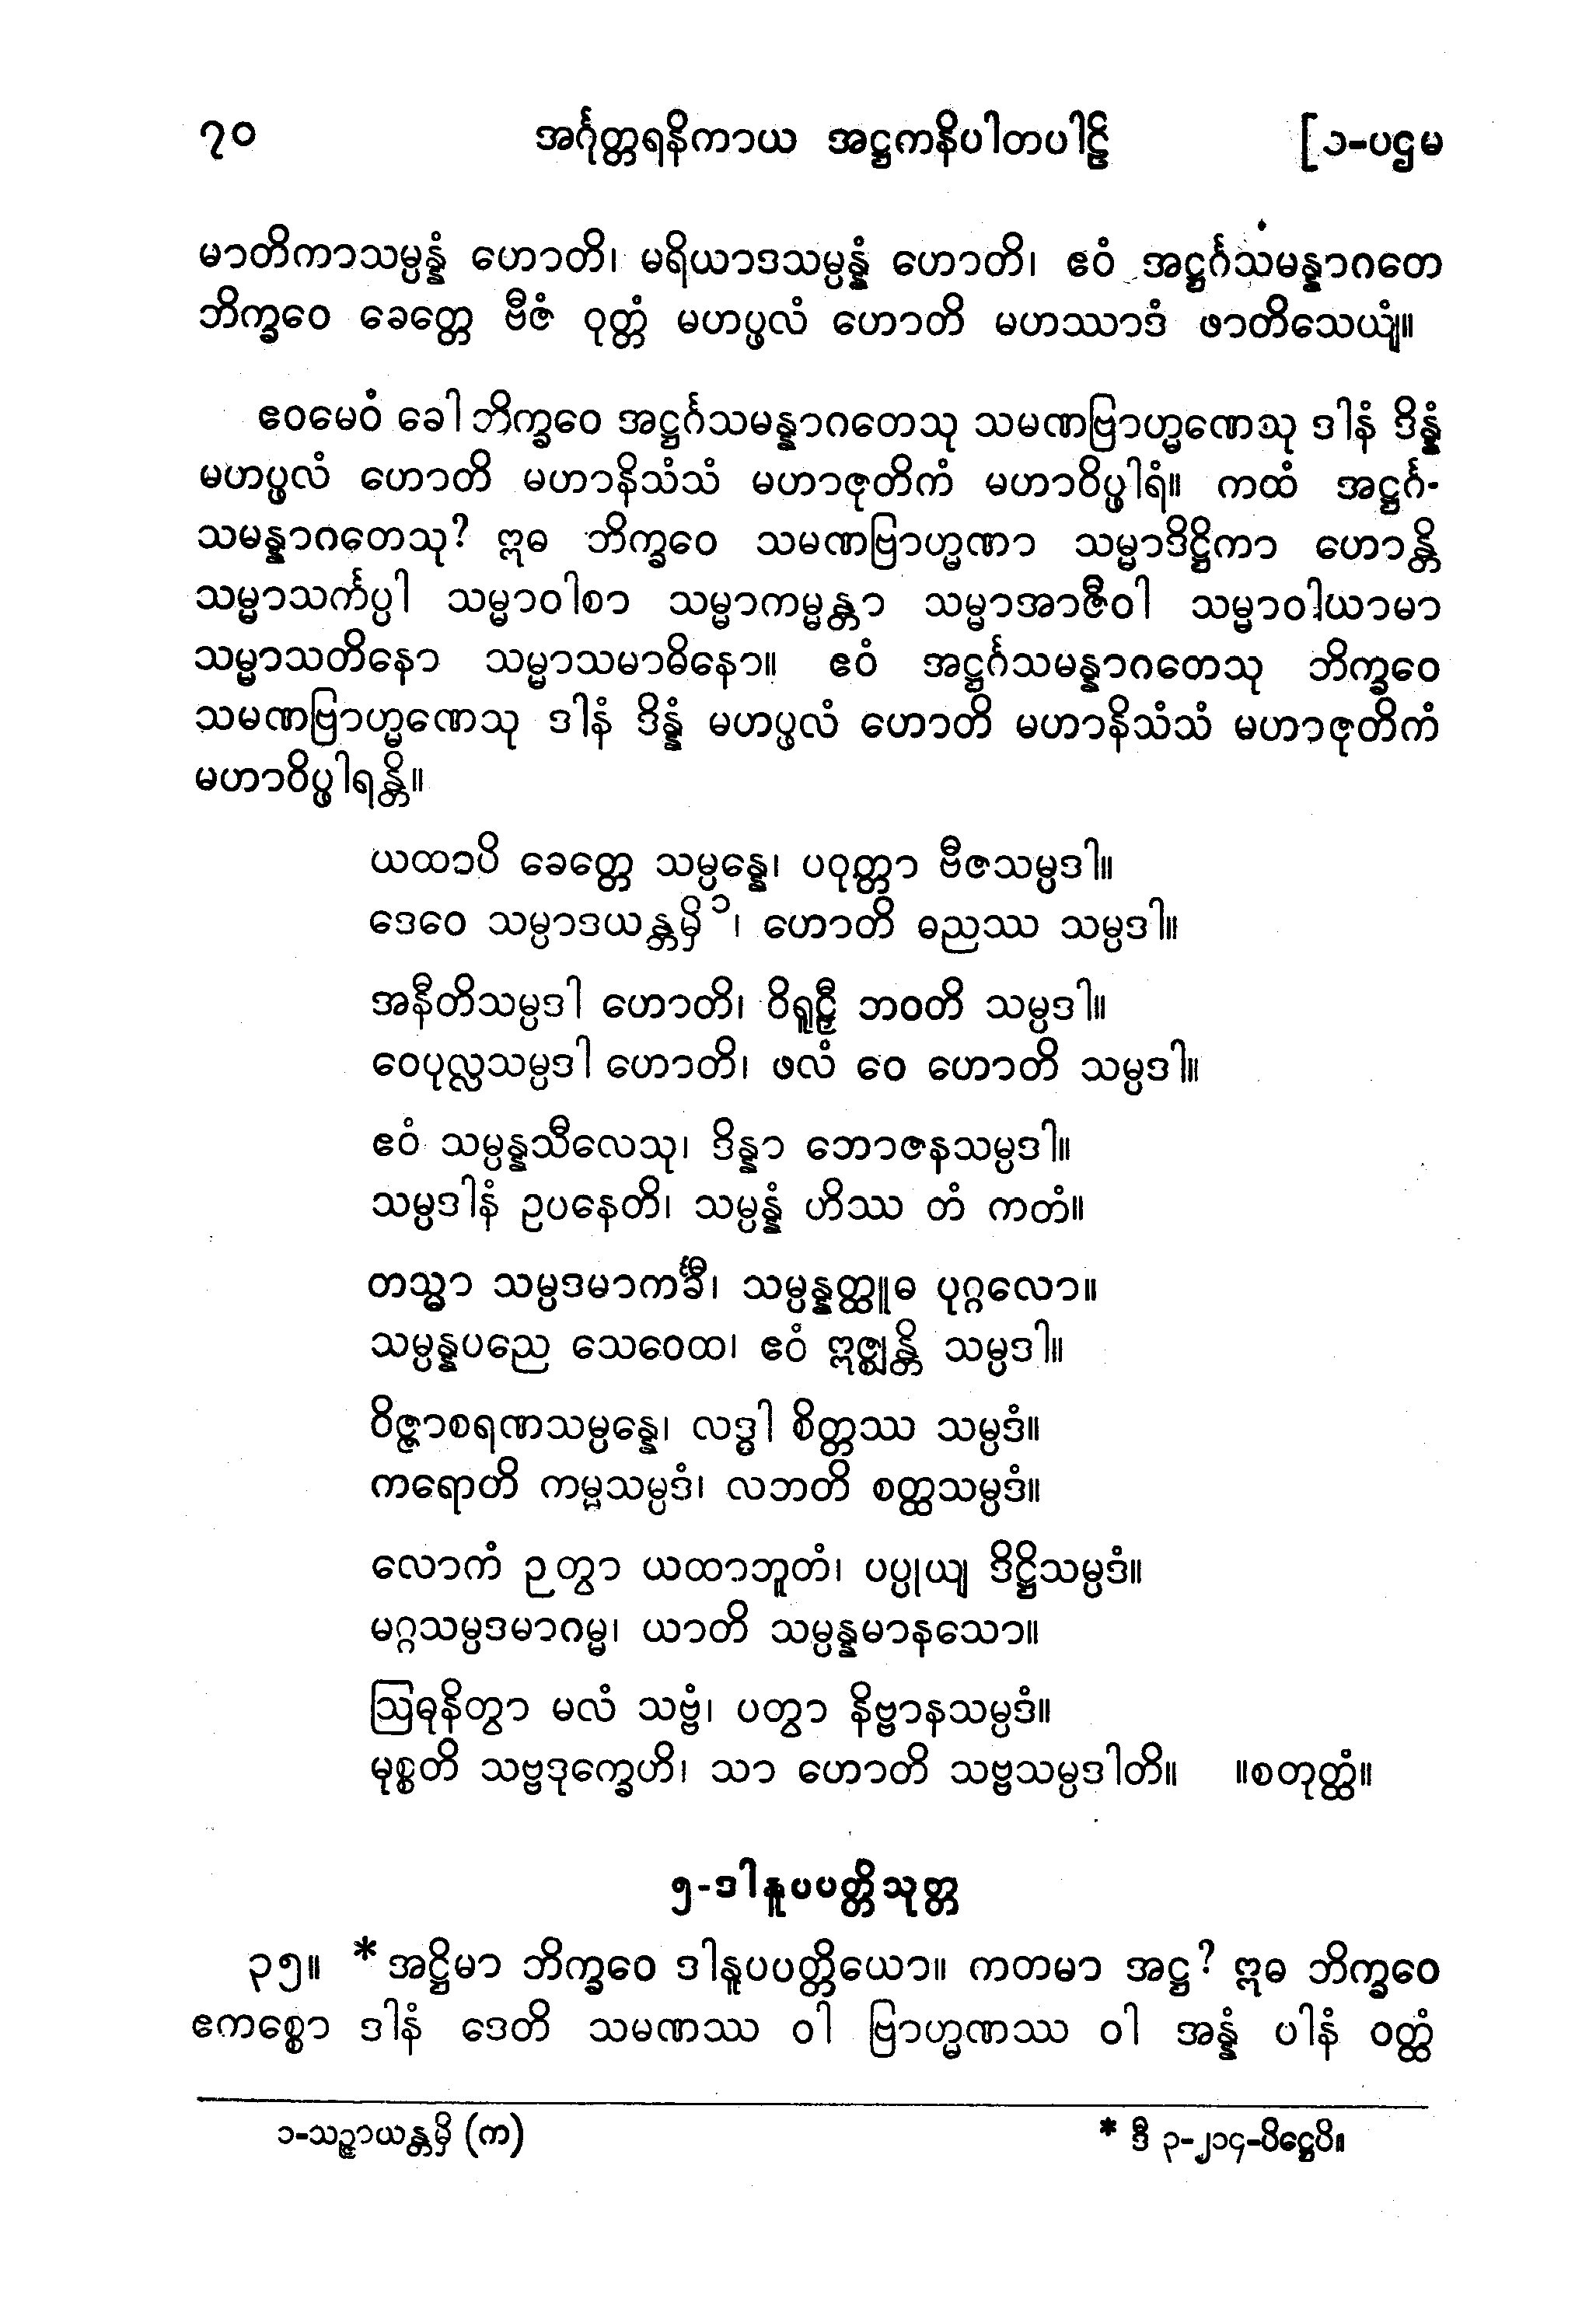 ၇၀ အင်္ဂုတ္တရနိကာယ အဋ္ဌကနိပါတပါဠိ [၁-ပဌမ
မာတိကာသမ္ပန္နံ ဟောတိ၊ မရိယာဒသမ္ပန္နံ ဟောတိ၊ ဧဝံ အဋ္ဌင်္ဂသမန္နာဂတေ
ဘိက္ခဝေ ခေတ္တေ ဗီဇံ ဝုတ္တံ မဟပ္ဖလံ ဟောတိ မဟဿာဒံ ဖာတိသေယျံ။
ဧဝမေဝံ ခေါ ဘိက္ခဝေ အဋ္ဌင်္ဂသမန္နာဂတေသု သမဏဗြာဟ္မဏေသု ဒါနံ ဒိန္နံ
မဟပ္ဖလံ ဟောတိ မဟာနိသံသံ မဟာဇုတိကံ မဟာဝိပ္ဖါရံ။ ကထံ အဋ္ဌင်္ဂ-
သမန္နာဂတေသု? ဣဓ ဘိက္ခဝေ သမဏဗြာဟ္မဏာ သမ္မာဒိဋ္ဌိကာ ဟောန္တိ
သမ္မာသင်္ကပ္ပါ သမ္မာဝါစာ သမ္မာကမ္မန္တာ သမ္မာအာဇီဝါ သမ္မာဝါယာမာ
သမ္မာသတိနော သမ္မာသမာဓိနော။ ဧဝံ အဋ္ဌင်္ဂသမန္နာဂတေသု ဘိက္ခဝေ
သမဏဗြာဟ္မဏေသု ဒါနံ ဒိန္နံ မဟပ္ဖလံ ဟောတိ မဟာနိသံသံ မဟာဇုတိကံ
မဟာဝိပ္ဖါရန္တိ။
ယထာပိ ခေတ္တေ သမ္ပန္နေ၊ ပဝုတ္တာ ဗီဇသမ္ပဒါ။
ဒေဝေ သမ္ပာဒယန္တမှိ ၁၊ ဟောတိ ဓညဿ သမ္ပဒါ။
အနီတိသမ္ပဒါ ဟောတိ၊ ဝိရူဠှီ ဘဝတိ သမ္ပဒါ။
ဝေပုလ္လသမ္ပဒါ ဟောတိ၊ ဖလံ ဝေ ဟောတိ သမ္ပဒါ။
ဧဝံ သမ္ပန္နသီလေသု၊ ဒိန္နာ ဘောဇနသမ္ပဒါ။
သမ္ပဒါနံ ဥပနေတိ၊ သမ္ပန္နံ ဟိဿ တံ ကတံ။
တသ္မာ သမ္ပဒမာကင်္ခီ၊ သမ္ပန္နတ္ထူဓ ပုဂ္ဂလော။
သမ္ပန္နပညေ သေဝေထ၊ ဧဝံ ဣဇ္ဈန္တိ သမ္ပဒါ။
ဝိဇ္ဇာစရဏသမ္ပန္နေ၊ လဒ္ဓါ စိတ္တဿ သမ္ပဒံ။
ကရောတိ ကမ္မသမ္ပဒံ၊ လဘတိ စတ္ထသမ္ပဒံ။
လောကံ ဉတွာ ယထာဘူတံ၊ ပပ္ပုယျ ဒိဋ္ဌိသမ္ပဒံ။
မဂ္ဂသမ္ပဒမာဂမ္မ၊ ယာတိ သမ္ပန္နမာနသော။
ဩဓုနိတွာ မလံ သဗ္ဗံ၊ ပတွာ နိဗ္ဗာနသမ္ပဒံ။
မုစ္စတိ သဗ္ဗဒုက္ခေဟိ၊ သာ ဟောတိ သဗ္ဗသမ္ပဒါတိ။ ။စတုတ္ထံ။
၅-ဒါနူပပတ္တိသုတ္တ
၃၅။ *အဋ္ဌိမာ ဘိက္ခဝေ ဒါနူပပတ္တိယော။ ကတမာ အဋ္ဌ? ဣဓ ဘိက္ခဝေ
ဧကစ္စော ဒါနံ ဒေတိ သမဏဿ ဝါ ဗြာဟ္မဏဿ ဝါ အန္နံ ပါနံ ဝတ္ထံ
၁-သဉ္ဇာယန္တမှိ (က) * ဒီ ၃-၂၁၄-ပိဋ္ဌေပိ။